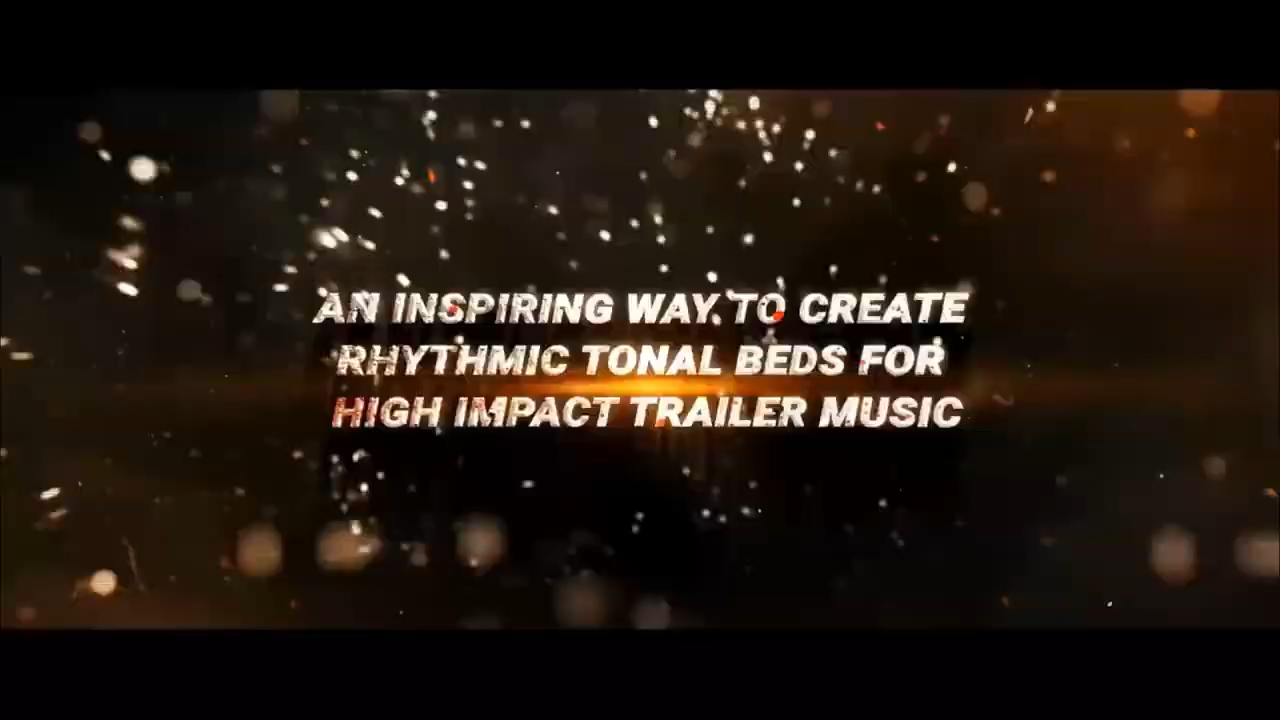 AN INSPIRING WAY TO CREATE
RHYTHMIC TONAL BEDS FOR
HIGH IMPACT TRAILER MUSIC